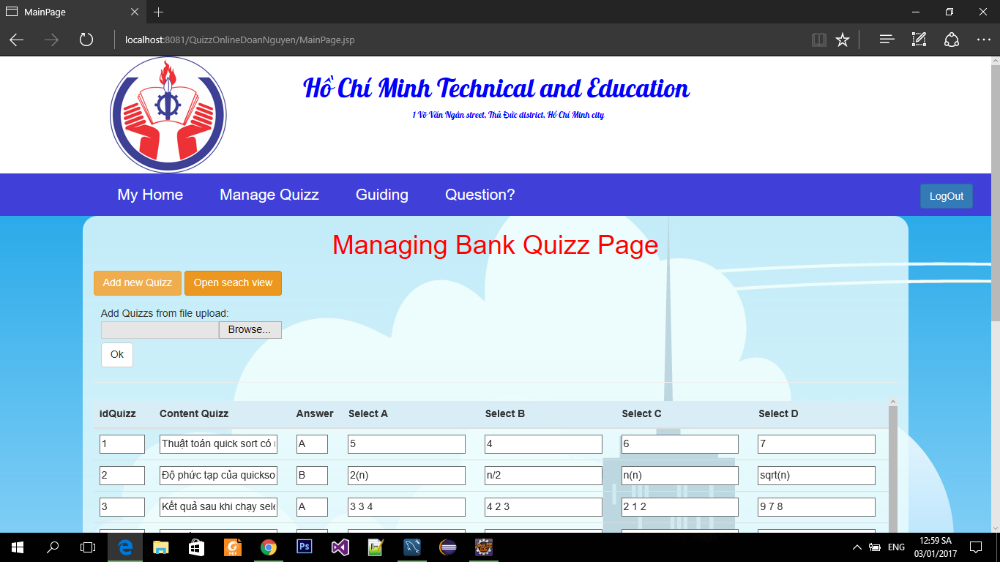 MainPage
localhost:8081/QuizzOnlineDoanNguyen/MainPage.jsp
Hồ Chí Minh Technical and Education
1 Võ Văn Ngân street, Thủ Đức district, Hồ Chí Minh city
My Home Manage Quizz Guiding Question? LogOut
Managing Bank Quizz Page
Add new Quizz Open seach view
Add Quizzs from file upload:
Browse...
Ok
idQuizz Content Quizz Answer Select A Select B Select C Select D
1 Thuật toán quick sort có A 5 4 6 7
2 Độ phức tạp của quickso B 2(n) n/2 n(n) sqrt(n)
3 Kết quả sau khi chạy sele A 3 3 4 4 2 3 2 1 2 9 7 8
PDF Ps ENG 12:59 SA
03/01/2017